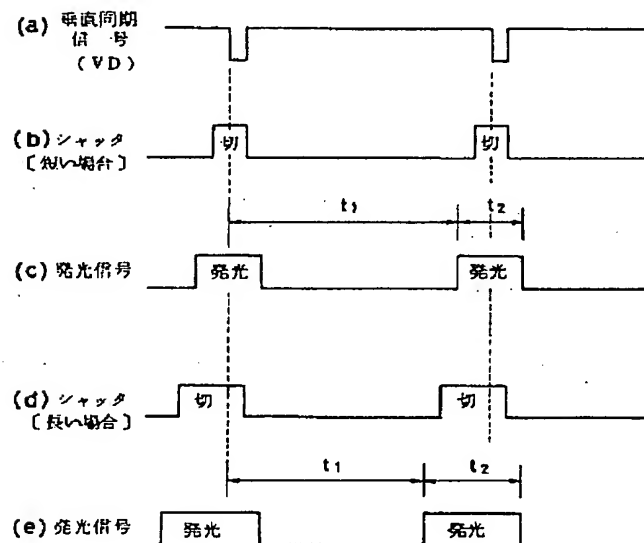 (a) 垂直同期
信号
(VD)
(b) シャッタ
〔短い場合〕
切
切
t₁
t₂
(c) 発光信号
発光
発光
(d) シャッタ
〔長い場合〕
切
切
t₁
t₂
(e) 発光信号
発光
発光